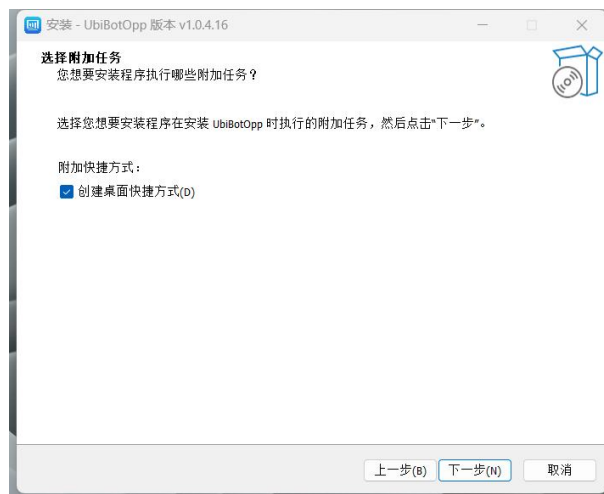 安装 - UbiBotOpp 版本 v1.0.4.16
选择附加任务
您想要安装程序执行哪些附加任务？
选择您想要安装程序在安装 UbiBotOpp 时执行的附加任务，然后点击“下一步”。
附加快捷方式：
创建桌面快捷方式(D)
上一步(B) 下一步(N) 取消